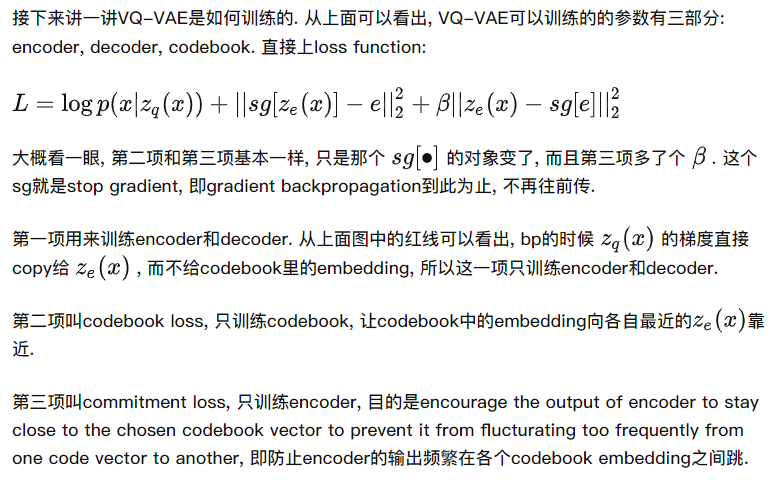 接下来讲一讲VQ-VAE是如何训练的. 从上面可以看出, VQ-VAE可以训练的的参数有三部分:
encoder, decoder, codebook. 直接上loss function:
L = log p(x|z_q(x)) + ||sg[z_e(x)] − e||_2^2 + β||z_e(x) − sg[e]||_2^2
大概看一眼, 第二项和第三项基本一样, 只是那个 sg[●] 的对象变了, 而且第三项多了个 β . 这个
sg就是stop gradient, 即gradient backpropagation到此为止, 不再往前传.
第一项用来训练encoder和decoder. 从上面图中的红线可以看出, bp的时候 z_q(x) 的梯度直接
copy给 z_e(x) , 而不给codebook里的embedding, 所以这一项只训练encoder和decoder.
第二项叫codebook loss, 只训练codebook, 让codebook中的embedding向各自最近的z_e(x)靠
近.
第三项叫commitment loss, 只训练encoder, 目的是encourage the output of encoder to stay
close to the chosen codebook vector to prevent it from flucturating too frequently from
one code vector to another, 即防止encoder的输出频繁在各个codebook embedding之间跳.